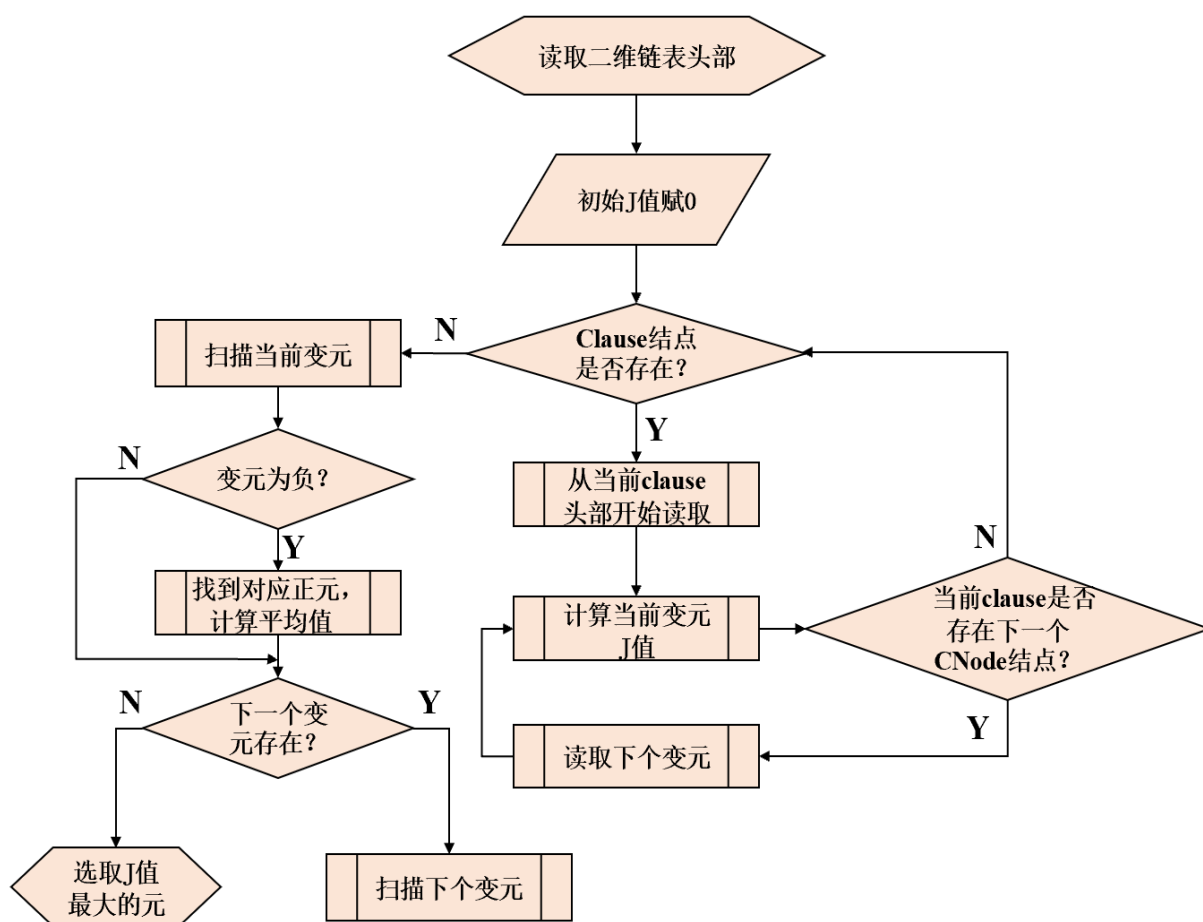 读取二维链表头部
初始J值赋0
Clause结点
是否存在?
N
扫描当前变元
Y
从当前clause
头部开始读取
变元为负?
N
Y
找到对应正元，
计算平均值
计算当前变元
J值
当前clause是否
存在下一个
CNode结点?
N
Y
读取下个变元
下一个变
元存在?
N
Y
选取J值
最大的元
扫描下个变元